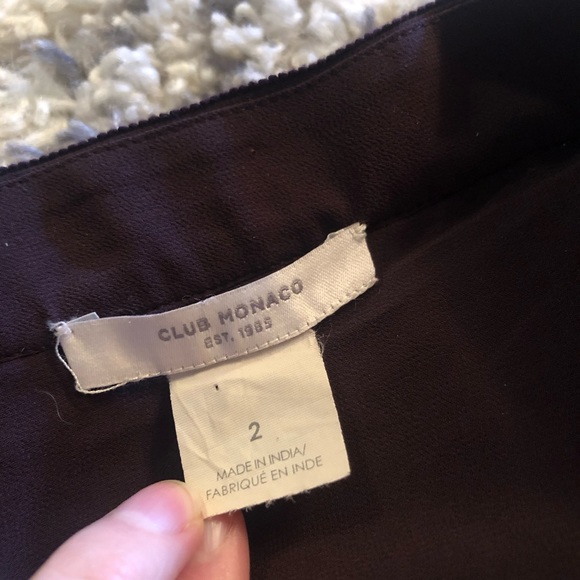 CLUB MONACO
EST. 1985
2
MADE IN INDIA/
FABRIQUÉ EN INDE